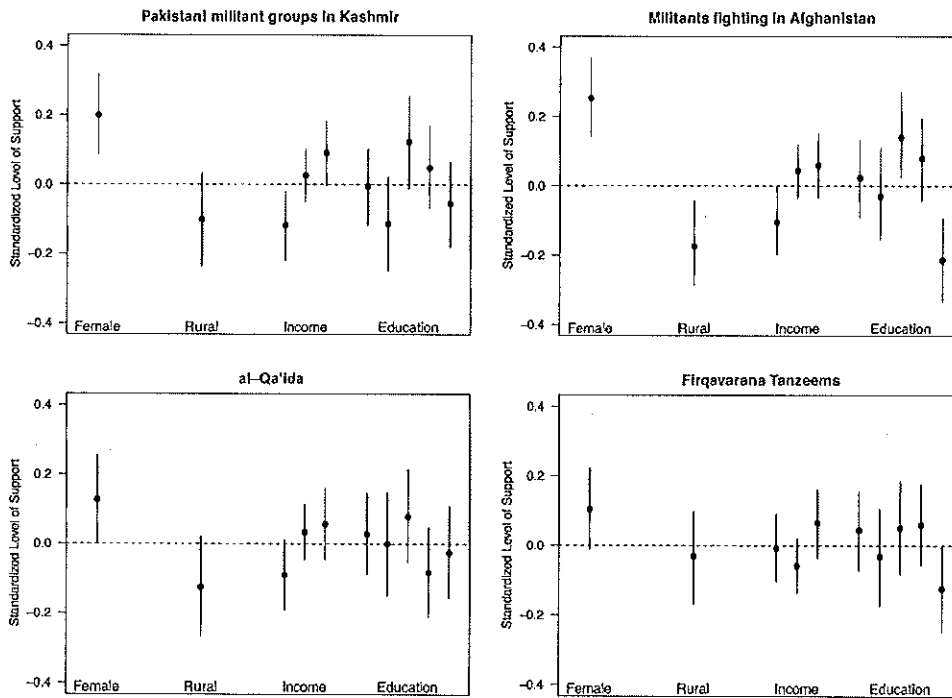 Pakistani militant groups in Kashmir
Standardized Level of Support
0.4
0.2
0.0
−0.2
−0.4
Female Rural Income Education
Militants fighting in Afghanistan
Standardized Level of Support
0.4
0.2
0.0
−0.2
−0.4
Female Rural Income Education
al−Qa'ida
Standardized Level of Support
0.4
0.2
0.0
−0.2
−0.4
Female Rural Income Education
Firqavarana Tanzeems
Standardized Level of Support
0.4
0.2
0.0
−0.2
−0.4
Female Rural Income Education